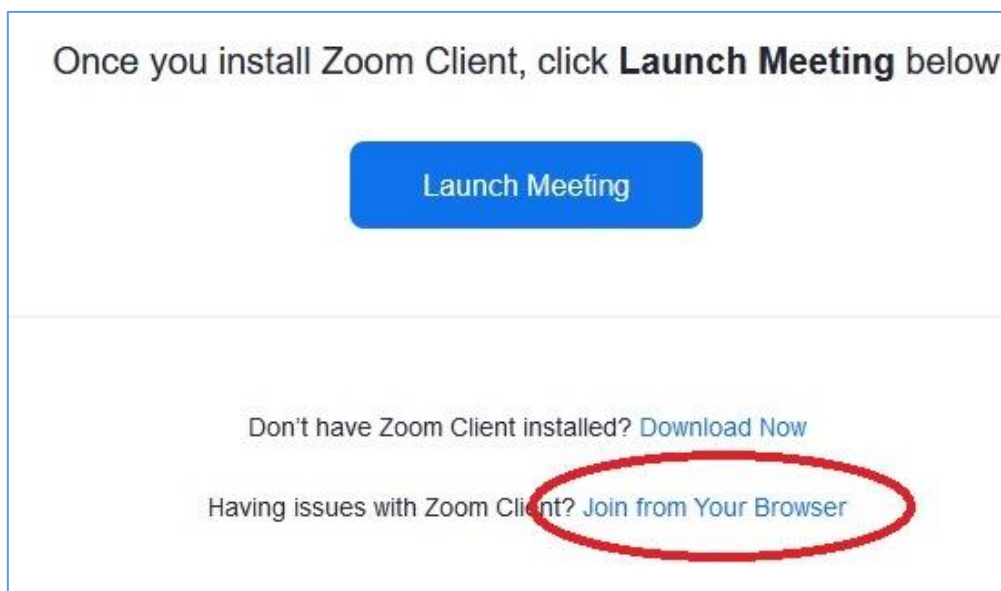 Once you install Zoom Client, click Launch Meeting below
Launch Meeting
Don't have Zoom Client installed? Download Now
Having issues with Zoom Client? Join from Your Browser